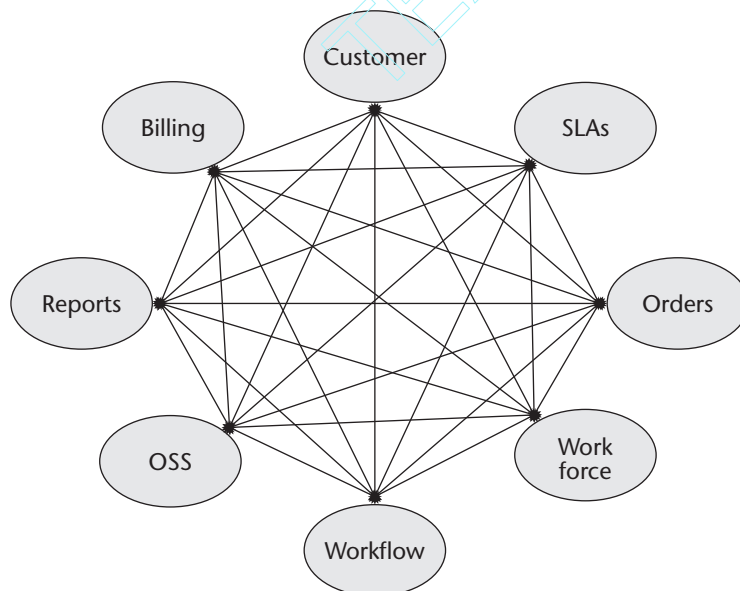 Customer
Billing
SLAs
Reports
Orders
OSS
Work
force
Workflow